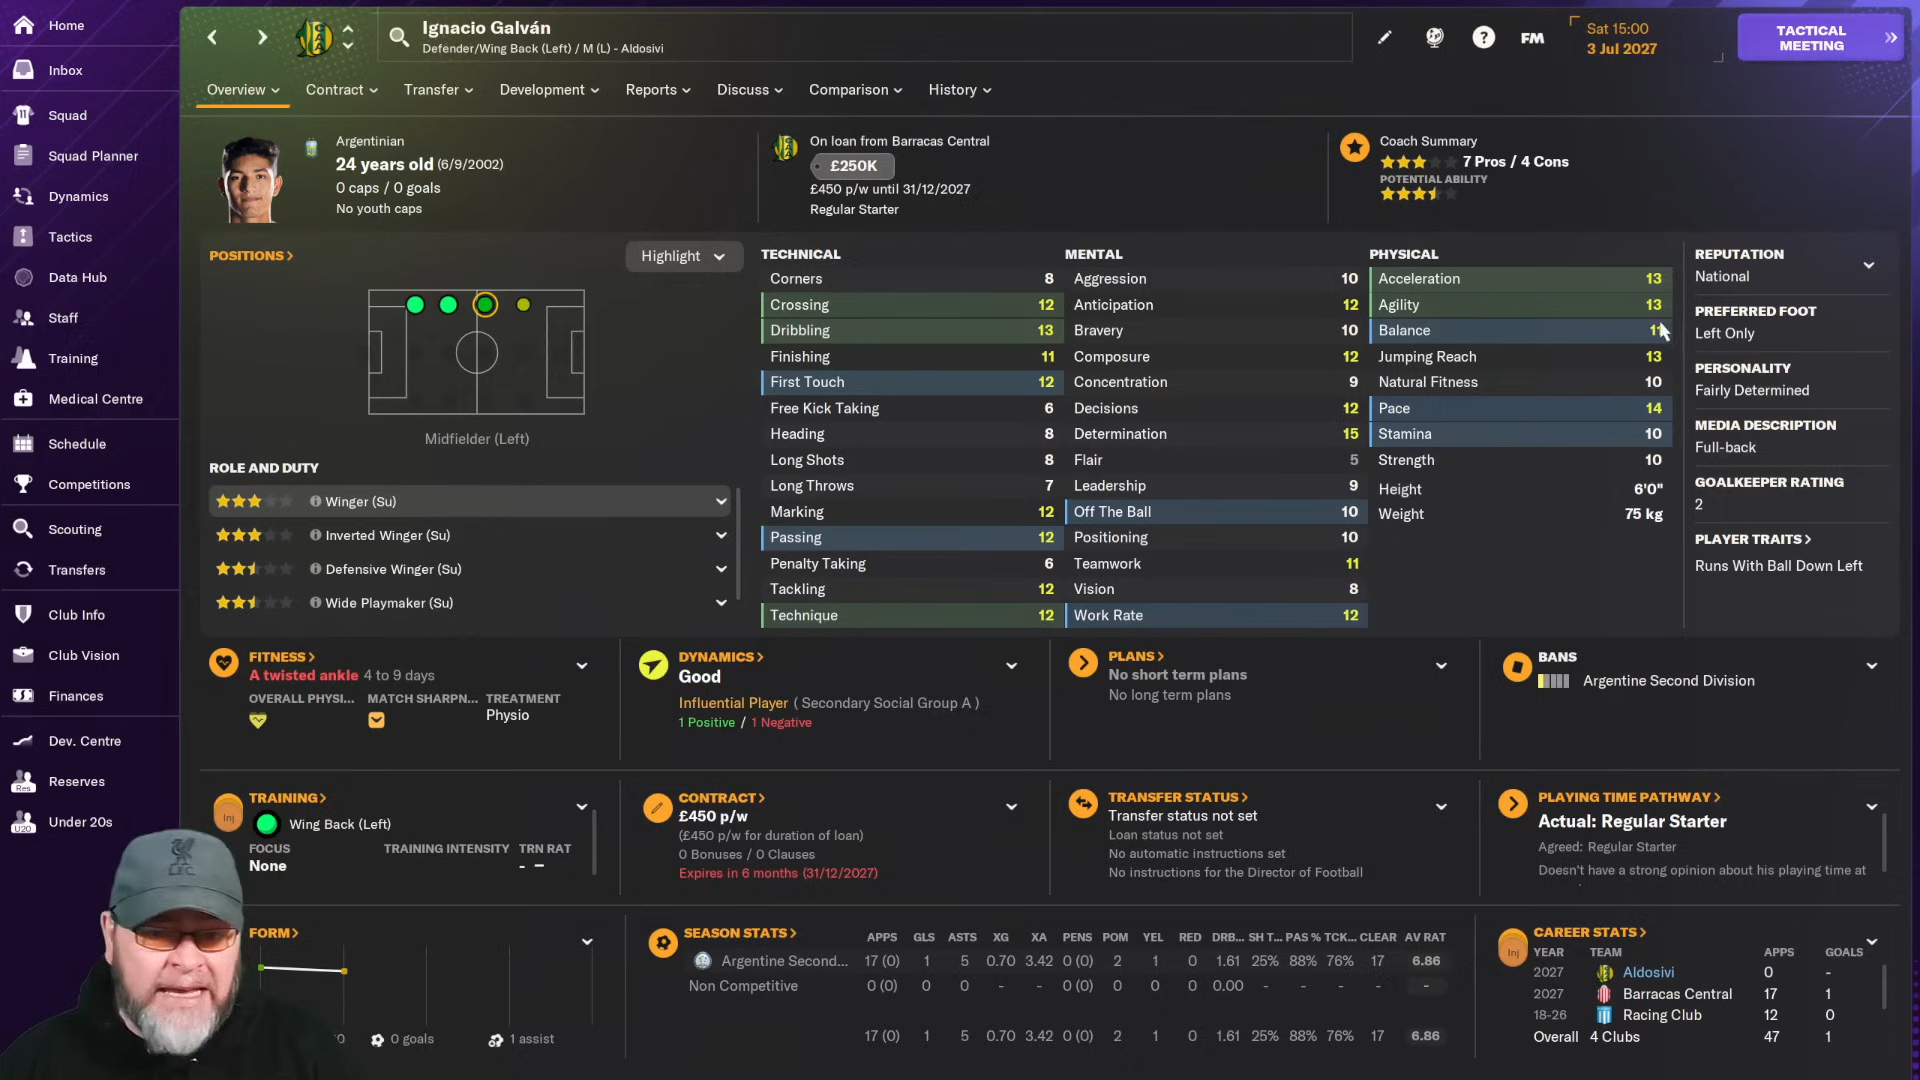 Home
Inbox
Squad
Squad Planner
Dynamics
Tactics
Data Hub
Staff
Training
Medical Centre
Schedule
Competitions
Scouting
Transfers
Club Info
Club Vision
Finances
Dev. Centre
Reserves
Under 20s
Ignacio Galván
Defender/Wing Back (Left) / M (L) - Aldosivi
FM
Sat 15:00
3 Jul 2027
TACTICAL MEETING
Overview Contract Transfer Development Reports Discuss Comparison History
Argentinian
24 years old (6/9/2002)
0 caps / 0 goals
No youth caps
On loan from Barracas Central
£250K
£450 p/w until 31/12/2027
Regular Starter
Coach Summary
7 Pros / 4 Cons
POTENTIAL ABILITY
POSITIONS>
Highlight
Midfielder (Left)
ROLE AND DUTY
Winger (Su)
Inverted Winger (Su)
Defensive Winger (Su)
Wide Playmaker (Su)
TECHNICAL
Corners 8
Crossing 12
Dribbling 13
Finishing 11
First Touch 12
Free Kick Taking 6
Heading 8
Long Shots 8
Long Throws 7
Marking 12
Passing 12
Penalty Taking 6
Tackling 12
Technique 12
MENTAL
Aggression 10
Anticipation 12
Bravery 10
Composure 12
Concentration 9
Decisions 12
Determination 15
Flair 5
Leadership 9
Off The Ball 10
Positioning 10
Teamwork 11
Vision 8
Work Rate 12
PHYSICAL
Acceleration 13
Agility 13
Balance
Jumping Reach 13
Natural Fitness 10
Pace 14
Stamina 10
Strength 10
Height 6'0"
Weight 75 kg
REPUTATION
National
PREFERRED FOOT
Left Only
PERSONALITY
Fairly Determined
MEDIA DESCRIPTION
Full-back
GOALKEEPER RATING
2
PLAYER TRAITS>
Runs With Ball Down Left
FITNESS>
A twisted ankle 4 to 9 days
OVERALL PHYSI... MATCH SHARPN... TREATMENT
Physio
DYNAMICS>
Good
Influential Player ( Secondary Social Group A )
1 Positive / 1 Negative
PLANS>
No short term plans
No long term plans
BANS
Argentine Second Division
TRAINING>
Inj
Wing Back (Left)
FOCUS TRAINING INTENSITY TRN RAT
None - –
CONTRACT>
£450 p/w
(£450 p/w for duration of loan)
0 Bonuses / 0 Clauses
Expires in 6 months (31/12/2027)
TRANSFER STATUS>
Transfer status not set
Loan status not set
No automatic instructions set
No instructions for the Director of Football
PLAYING TIME PATHWAY>
Actual: Regular Starter
Agreed: Regular Starter
Doesn't have a strong opinion about his playing time at
FORM>
0 goals 1 assist
SEASON STATS> APPS GLS ASTS XG XA PENS POM YEL RED DRB... SH T... PAS % TCK... CLEAR AV RAT
Argentine Second... 17 (0) 1 5 0.70 3.42 0 (0) 2 1 0 1.61 25% 88% 76% 17 6.86
Non Competitive 0 (0) 0 0 - - 0 (0) 0 0 0 0.00 - - - - -
17 (0) 1 5 0.70 3.42 0 (0) 2 1 0 1.61 25% 88% 76% 17 6.86
CAREER STATS>
Inj
YEAR TEAM APPS GOALS
2027 Aldosivi 0 -
2027 Barracas Central 17 1
18-26 Racing Club 12 0
Overall 4 Clubs 47 1